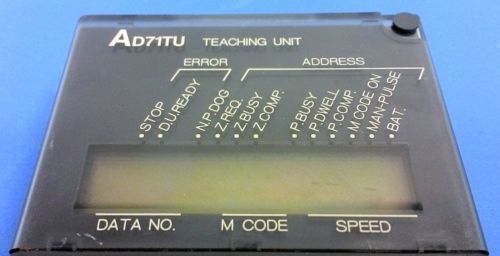 AD71TU TEACHING UNIT
ERROR ADDRESS
STOP
D.U.READY
N.P.DOG
Z.REQ.
Z.BUSY
Z.COMP.
P.BUSY
P.DWELL
P.COMP.
M CODE ON
MAN-PULSE
BAT.
DATA NO. M CODE SPEED